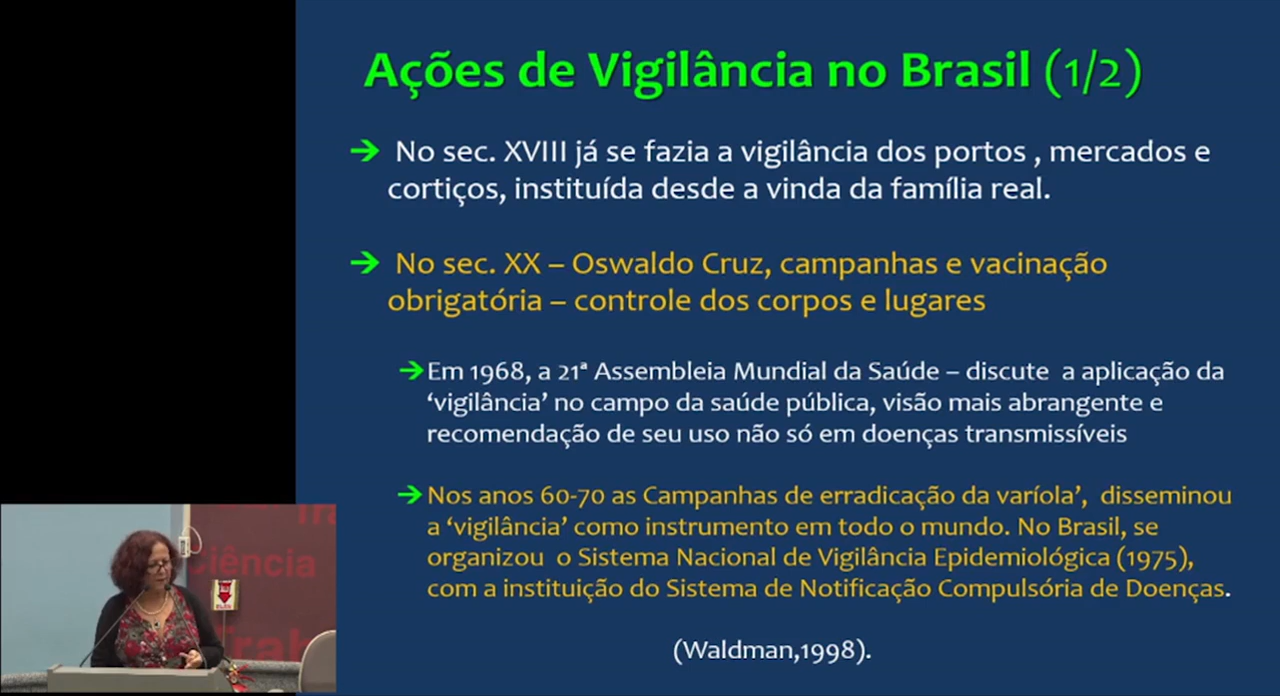 Ações de Vigilância no Brasil (1/2)
➔ No sec. XVIII já se fazia a vigilância dos portos , mercados e
cortiços, instituída desde a vinda da família real.
➔ No sec. XX – Oswaldo Cruz, campanhas e vacinação
obrigatória – controle dos corpos e lugares
➔ Em 1968, a 21ª Assembleia Mundial da Saúde – discute a aplicação da
‘vigilância’ no campo da saúde pública, visão mais abrangente e
recomendação de seu uso não só em doenças transmissíveis
➔ Nos anos 60-70 as Campanhas de erradicação da varíola’, disseminou
a ‘vigilância’ como instrumento em todo o mundo. No Brasil, se
organizou o Sistema Nacional de Vigilância Epidemiológica (1975),
com a instituição do Sistema de Notificação Compulsória de Doenças.
(Waldman,1998).
Tra
Ciência
Trab